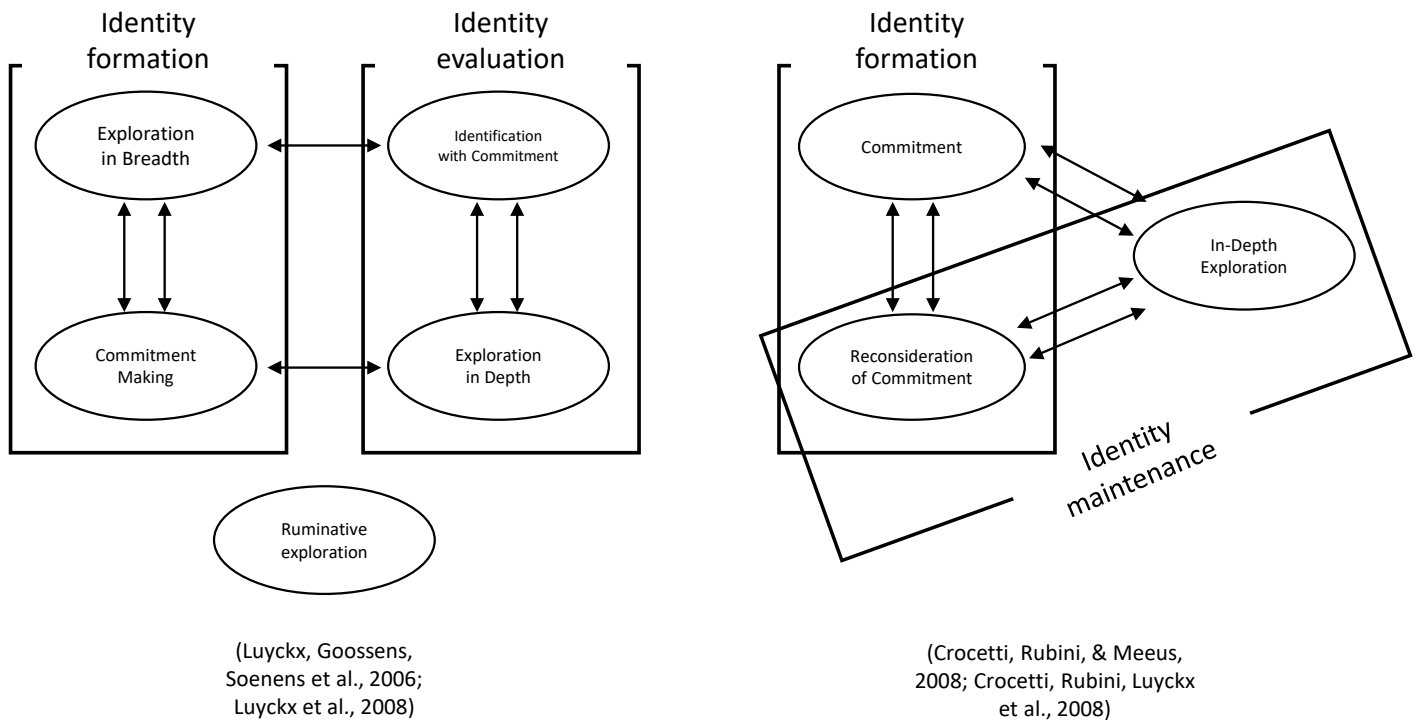 Identity
formation
Exploration
in Breadth
Commitment
Making
Identity
evaluation
Identification
with Commitment
Exploration
in Depth
Ruminative
exploration
(Luyckx, Goossens,
Soenens et al., 2006;
Luyckx et al., 2008)
Identity
formation
Commitment
Reconsideration
of Commitment
In-Depth
Exploration
Identity
maintenance
(Crocetti, Rubini, & Meeus,
2008; Crocetti, Rubini, Luyckx
et al., 2008)